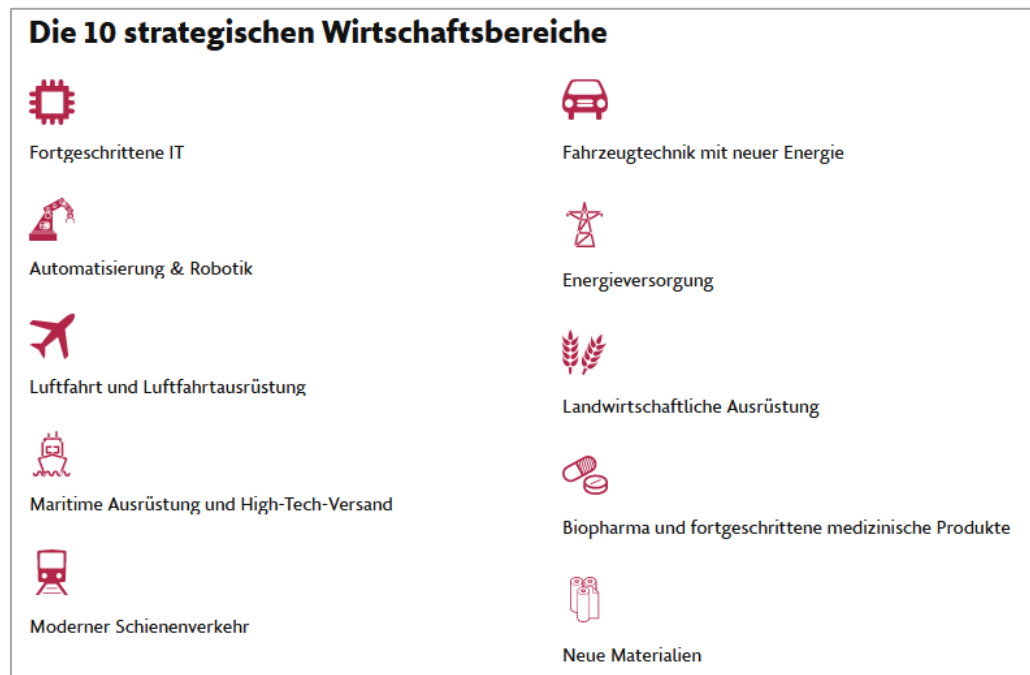 Die 10 strategischen Wirtschaftsbereiche
Fortgeschrittene IT
Automatisierung & Robotik
Luftfahrt und Luftfahrtausrüstung
Maritime Ausrüstung und High-Tech-Versand
Moderner Schienenverkehr
Fahrzeugtechnik mit neuer Energie
Energieversorgung
Landwirtschaftliche Ausrüstung
Biopharma und fortgeschrittene medizinische Produkte
Neue Materialien